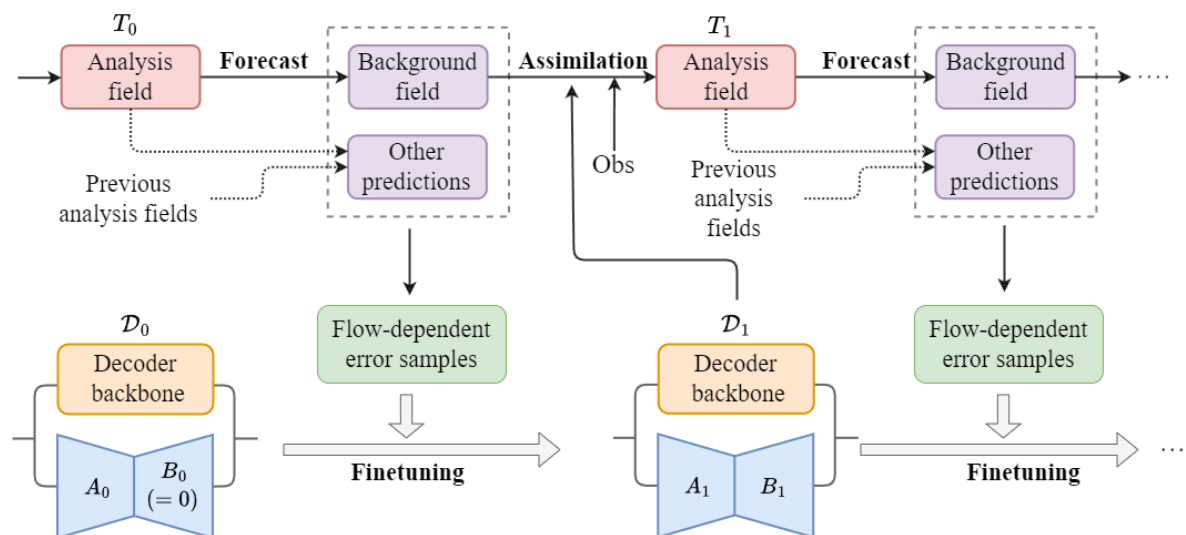 T₀
T₁
Analysis
field
Forecast
Background
field
Assimilation
Analysis
field
Forecast
Background
field
....
Other
predictions
Obs
Other
predictions
Previous
analysis fields
Previous
analysis
fields
𝒟₀
Flow-dependent
error samples
𝒟₁
Flow-dependent
error samples
Decoder
backbone
Decoder
backbone
A₀
B₀
(= 0)
Finetuning
A₁
B₁
Finetuning
...